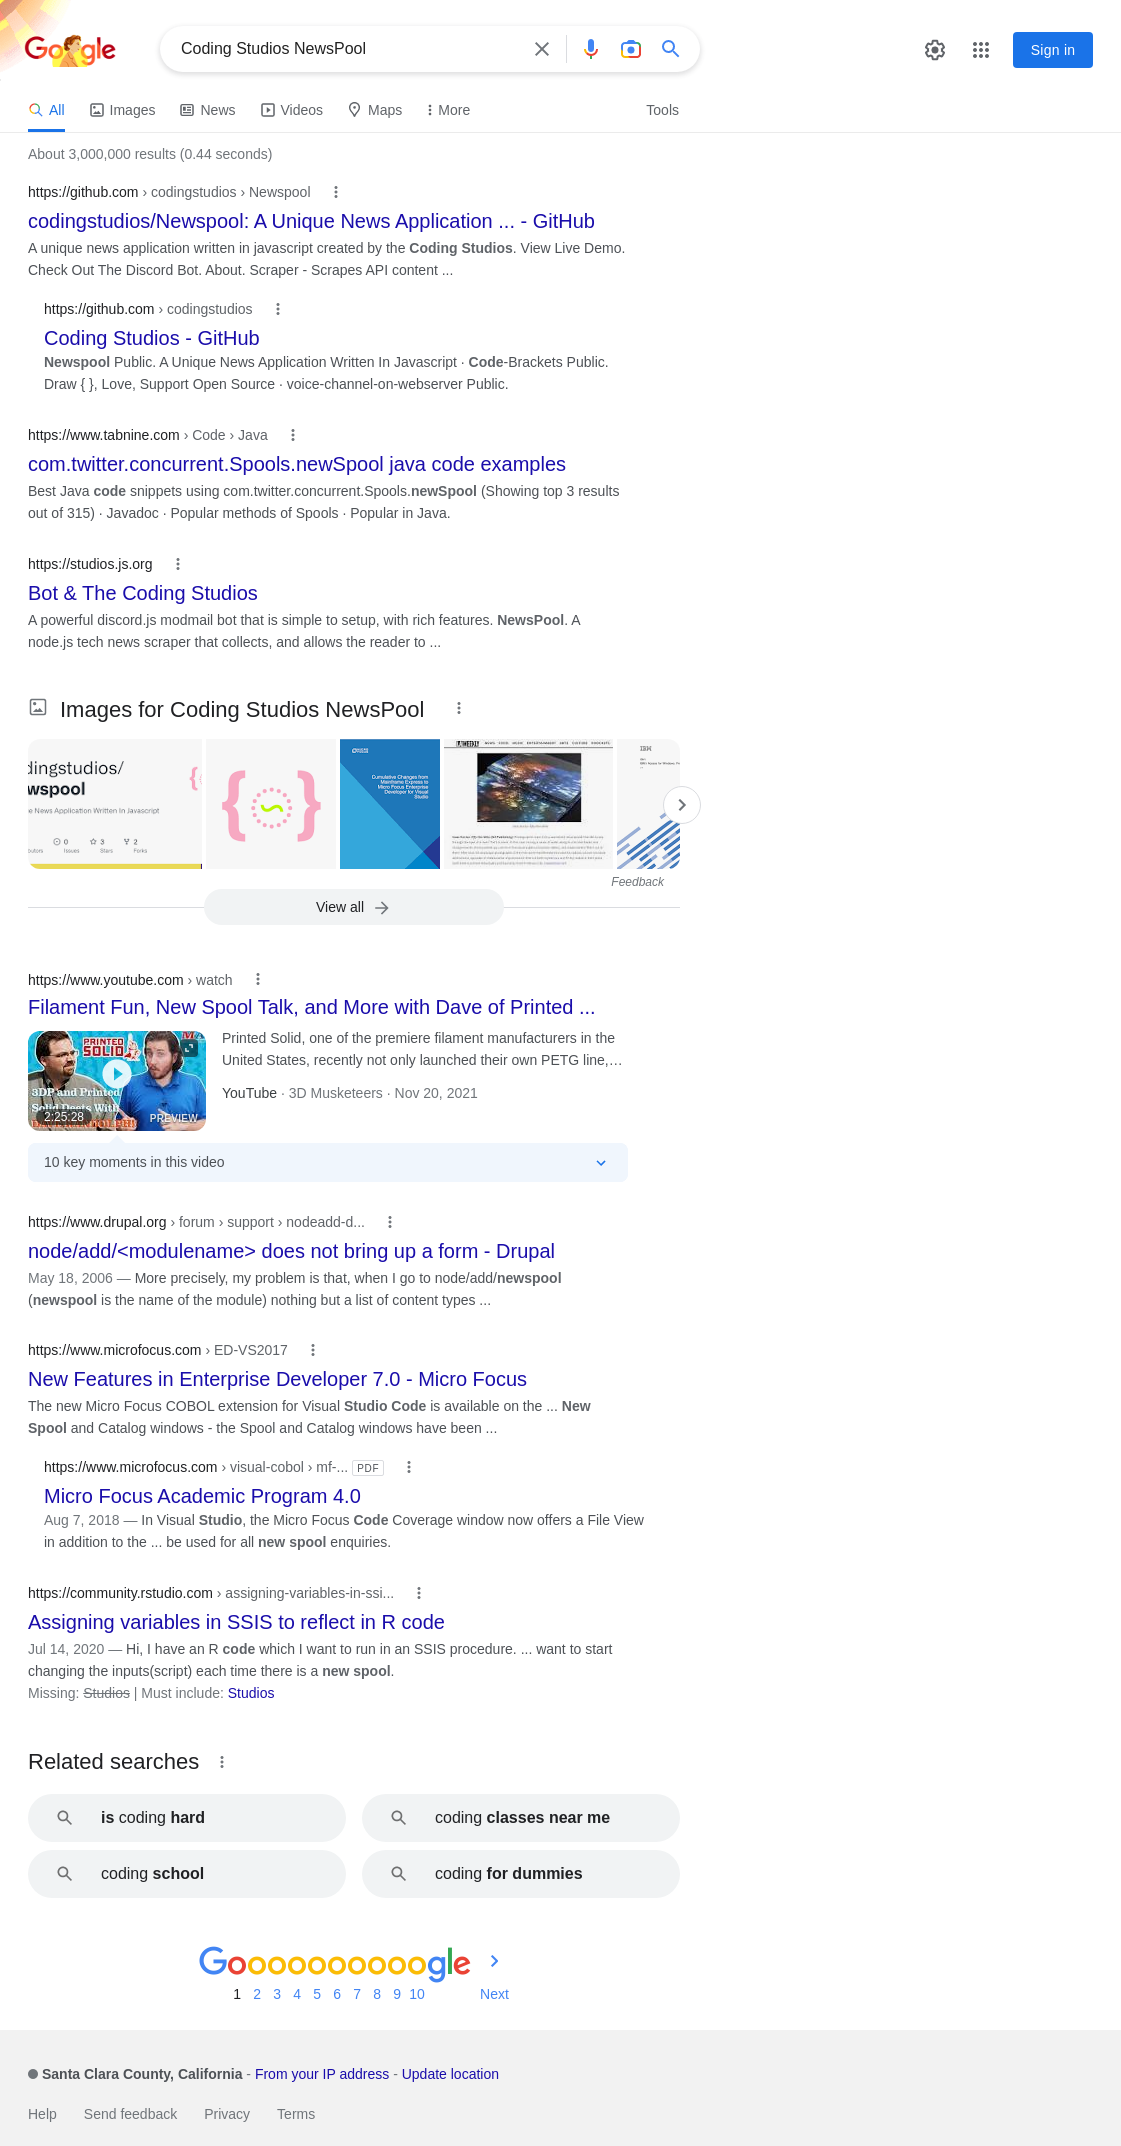 Google
Coding Studios NewsPool
Sign in
All
Images
News
Videos
Maps
More
Tools
About 3,000,000 results (0.44 seconds)
https://github.com › codingstudios › Newspool
codingstudios/Newspool: A Unique News Application ... - GitHub
A unique news application written in javascript created by the Coding Studios. View Live Demo.
Check Out The Discord Bot. About. Scraper - Scrapes API content ...
https://github.com › codingstudios
Coding Studios - GitHub
Newspool Public. A Unique News Application Written In Javascript · Code-Brackets Public.
Draw { }, Love, Support Open Source · voice-channel-on-webserver Public.
https://www.tabnine.com › Code › Java
com.twitter.concurrent.Spools.newSpool java code examples
Best Java code snippets using com.twitter.concurrent.Spools.newSpool (Showing top 3 results
out of 315) · Javadoc · Popular methods of Spools · Popular in Java.
https://studios.js.org
Bot & The Coding Studios
A powerful discord.js modmail bot that is simple to setup, with rich features. NewsPool. A
node.js tech news scraper that collects, and allows the reader to ...
Images for Coding Studios NewsPool
dingstudios/
wspool
e News Application Written In Javascript
0
3
2
Issues
Stars
Forks
Cumulative Changes from
Mainframe Express to
Micro Focus Enterprise
Developer for Visual
Studio
IBM
Feedback
View all
https://www.youtube.com › watch
Filament Fun, New Spool Talk, and More with Dave of Printed ...
PRINTED
SOLID
3DP and Printed
Solid Deets With
2:25:28
PREVIEW
Printed Solid, one of the premiere filament manufacturers in the
United States, recently not only launched their own PETG line,...
YouTube · 3D Musketeers · Nov 20, 2021
10 key moments in this video
https://www.drupal.org › forum › support › nodeadd-d...
node/add/<modulename> does not bring up a form - Drupal
May 18, 2006 — More precisely, my problem is that, when I go to node/add/newspool
(newspool is the name of the module) nothing but a list of content types ...
https://www.microfocus.com › ED-VS2017
New Features in Enterprise Developer 7.0 - Micro Focus
The new Micro Focus COBOL extension for Visual Studio Code is available on the ... New
Spool and Catalog windows - the Spool and Catalog windows have been ...
https://www.microfocus.com › visual-cobol › mf-... PDF
Micro Focus Academic Program 4.0
Aug 7, 2018 — In Visual Studio, the Micro Focus Code Coverage window now offers a File View
in addition to the ... be used for all new spool enquiries.
https://community.rstudio.com › assigning-variables-in-ssi...
Assigning variables in SSIS to reflect in R code
Jul 14, 2020 — Hi, I have an R code which I want to run in an SSIS procedure. ... want to start
changing the inputs(script) each time there is a new spool.
Missing: Studios | Must include: Studios
Related searches
is coding hard
coding classes near me
coding school
coding for dummies
Goooooooooogle
1 2 3 4 5 6 7 8 9 10 Next
Santa Clara County, California - From your IP address - Update location
Help Send feedback Privacy Terms